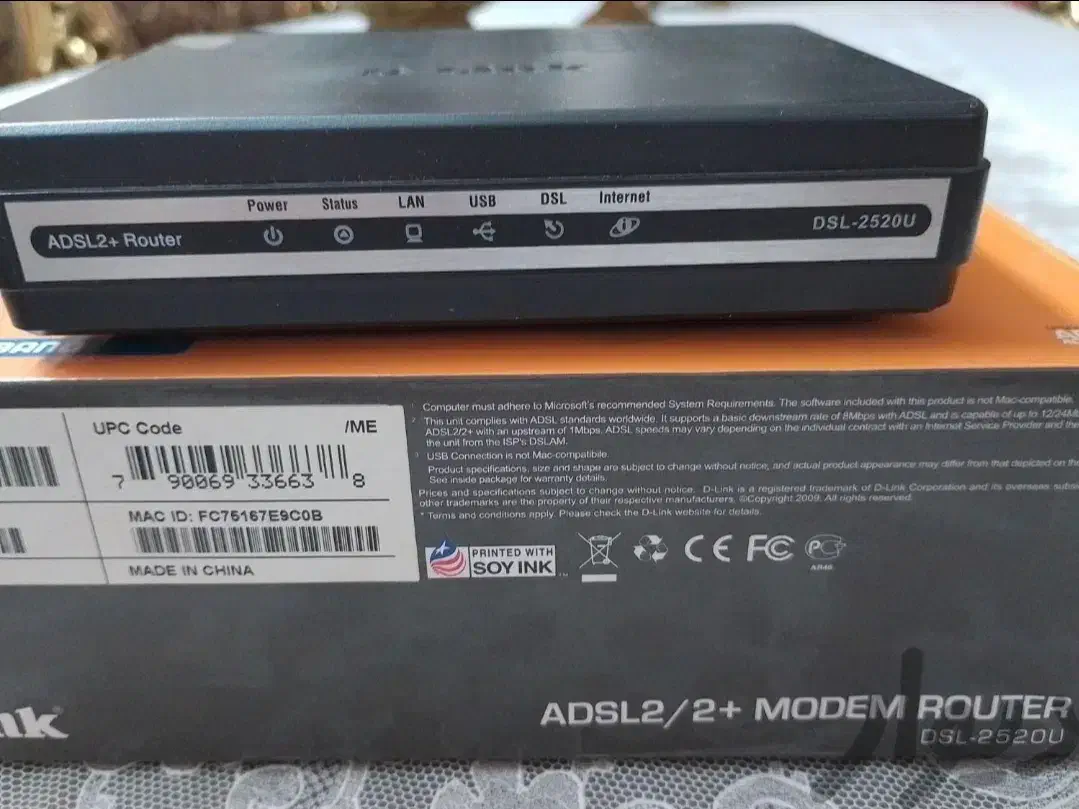 Power Status LAN USB DSL Internet
ADSL2+ Router
DSL-2520U
UPC Code /ME
7 90069 33663 8
MAC ID: FC75167E9C0B
MADE IN CHINA
Computer must adhere to Microsoft's recommended System Requirements. The software included with this product is not Mac-compatible.
This unit complies with ADSL standards worldwide. It supports a basic downstream rate of 8Mbps with ADSL and is capable of up to 12/24M
ADSL2/2+ with an upstream of 1Mbps. ADSL speeds may vary depending on the individual contract with an Internet Service Provider and the
the unit from the ISP's DSLAM.
USB Connection is not Mac-compatible.
Product specifications, size and shape are subject to change without notice, and actual product appearance may differ from that depicted on the
See inside package for warranty details.
Prices and specifications subject to change without notice. D-Link is a registered trademark of D-Link Corporation and its overseas subsi
other trademarks are the property of their respective manufacturers. ©Copyright 2009. All rights reserved.
* Terms and conditions apply. Please check the D-Link website for details.
PRINTED WITH
SOY INK
CE FC
ink
ADSL2/2+ MODEM ROUTER
DSL-2520U